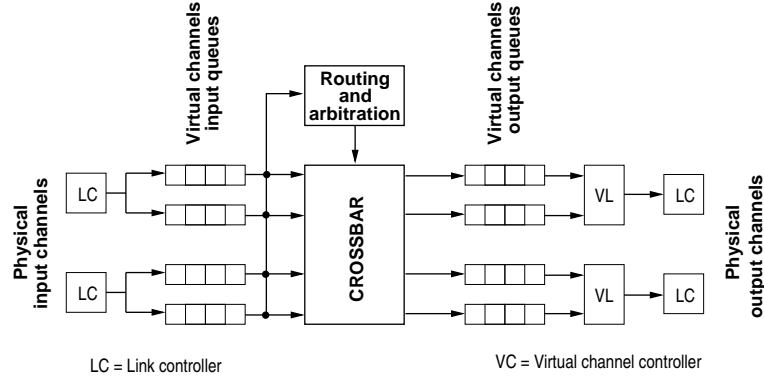 Virtual channels
input queues
Routing
and
arbitration
Virtual channels
output queues
Physical
input channels
LC
LC
CROSSBAR
VL
VL
LC
LC
Physical
output channels
LC = Link controller
VC = Virtual channel controller